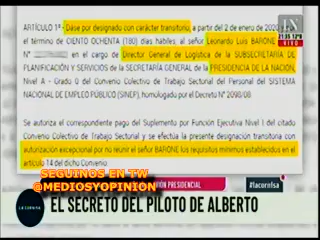 ARTÍCULO 1º - Dáse por designado con carácter transitorio, a partir del 2 de enero de 2020
el término de CIENTO OCHENTA (180) días hábiles, al señor Leonardo Luis BARONE
en el cargo de Director General de Logística de la SUBSECRETARÍA DE
PLANIFICACIÓN Y SERVICIOS de la SECRETARÍA GENERAL de la PRESIDENCIA DE LA NACIÓN,
Nivel A - Grado 0 del Convenio Colectivo de Trabajo Sectorial del Personal del SISTEMA
NACIONAL DE EMPLEO PÚBLICO (SINEP), homologado por el Decreto N° 2098/08
Se autoriza el correspondiente pago del Suplemento por Función Ejecutiva Nivel I del citado
Convenio Colectivo de Trabajo Sectorial y se efectúa la presente designación transitoria con
autorización excepcional por no reunir el señor BARONE los requisitos mínimos establecidos en el
artículo 14 del dicho Convenio.
LN
VIVO
SEGUINOS EN TW
@MEDIOSYOPINION
PRESIDENCIAL
#lacornisa
LA CORNISA
EL SECRETO DEL PILOTO DE ALBERTO